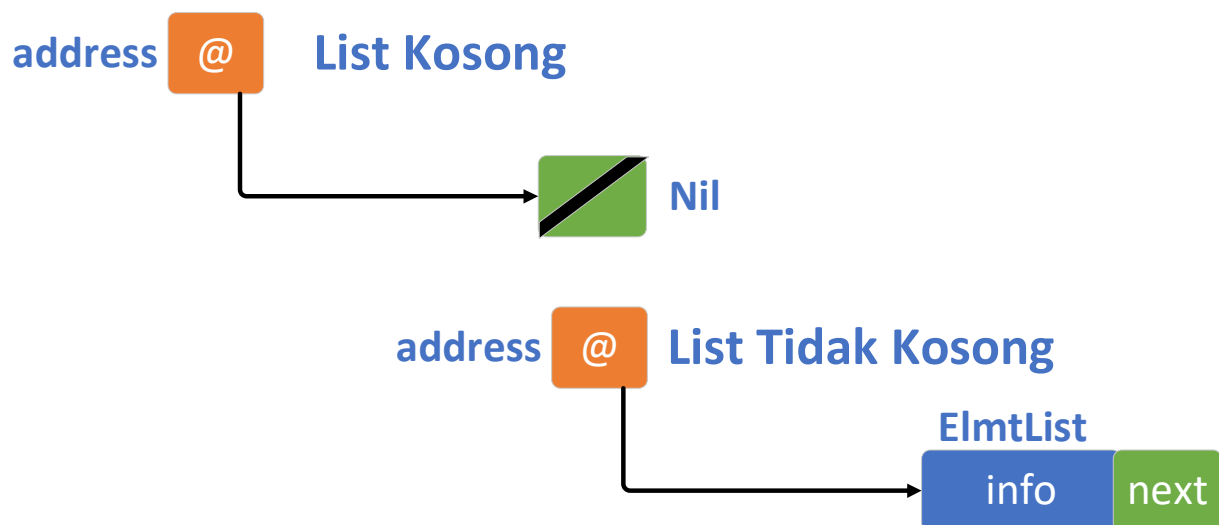 address @ List Kosong
Nil
address @ List Tidak Kosong
ElmtList
info next